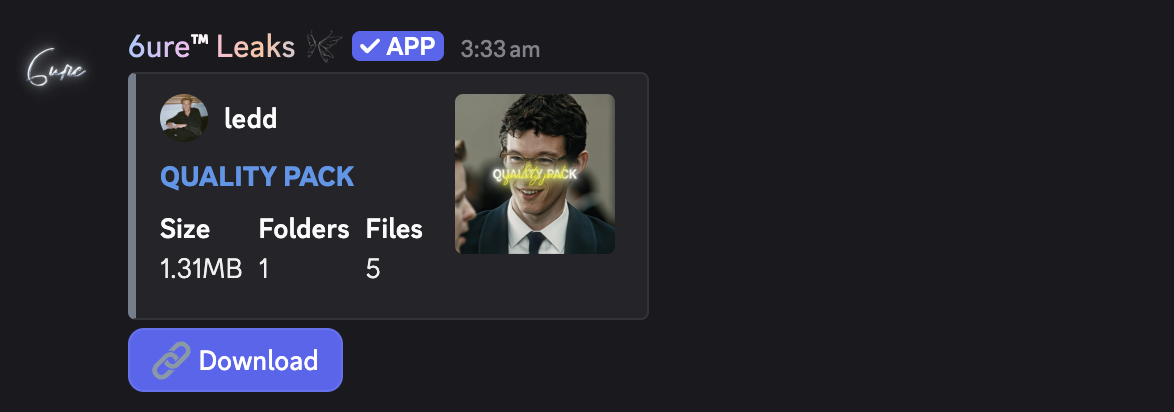 6ure
6ure™ Leaks ✓ APP 3:33 am
ledd
QUALITY PACK
QUALITY PACK
Size Folders Files
1.31MB 1 5
Download